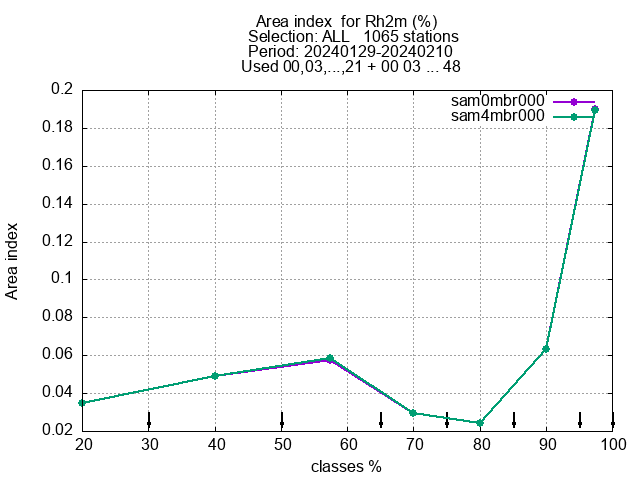 Area index  for Rh2m (%)
Selection: ALL   1065 stations
Period: 20240129-20240210
Used 00,03,...,21 + 00 03 ... 48
sam0mbr000
sam4mbr000
0.2
0.18
0.16
0.14
0.12
0.1
0.08
0.06
0.04
0.02
Area index
20 30 40 50 60 70 80 90 100
classes %